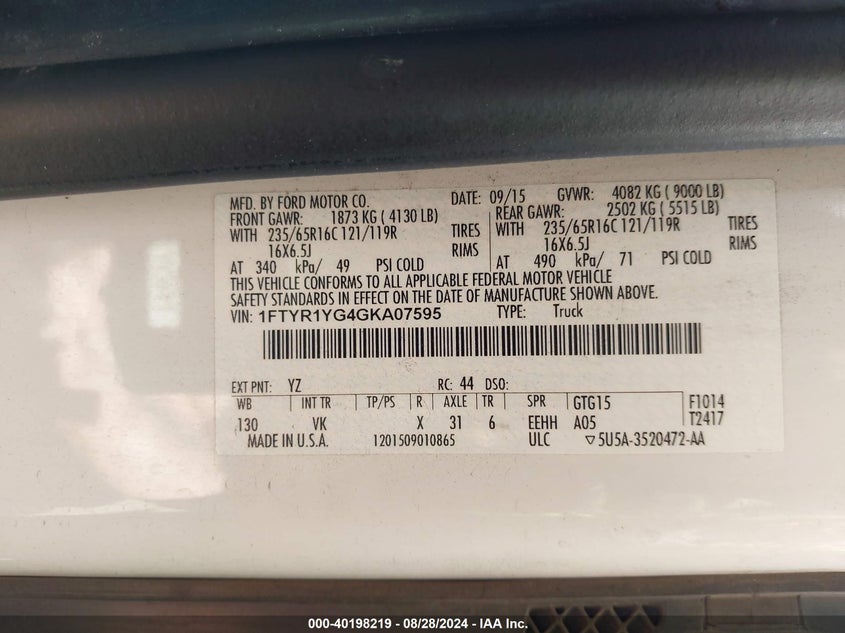 MFD. BY FORD MOTOR CO. DATE: 09/15 GVWR: 4082 KG ( 9000 LB)
FRONT GAWR: 1873 KG ( 4130 LB) REAR GAWR: 2502 KG ( 5515 LB)
WITH 235/65R16C 121/119R TIRES WITH 235/65R16C 121/119R TIRES
16X6.5J RIMS 16X6.5J RIMS
AT 340 kPa/ 49 PSI COLD AT 490 kPa/ 71 PSI COLD
THIS VEHICLE CONFORMS TO ALL APPLICABLE FEDERAL MOTOR VEHICLE
SAFETY STANDARDS IN EFFECT ON THE DATE OF MANUFACTURE SHOWN ABOVE.
VIN: 1FTYR1YG4GKA07595 TYPE: Truck
EXT PNT: YZ RC: 44 DSO:
WB INT TR TP/PS R AXLE TR SPR GTG15 F1014
130 VK X 31 6 EEHH A05 T2417
MADE IN U.S.A. 1201509010865 ULC ▽5U5A-3520472-AA
000-40198219 - 08/28/2024 - IAA Inc.